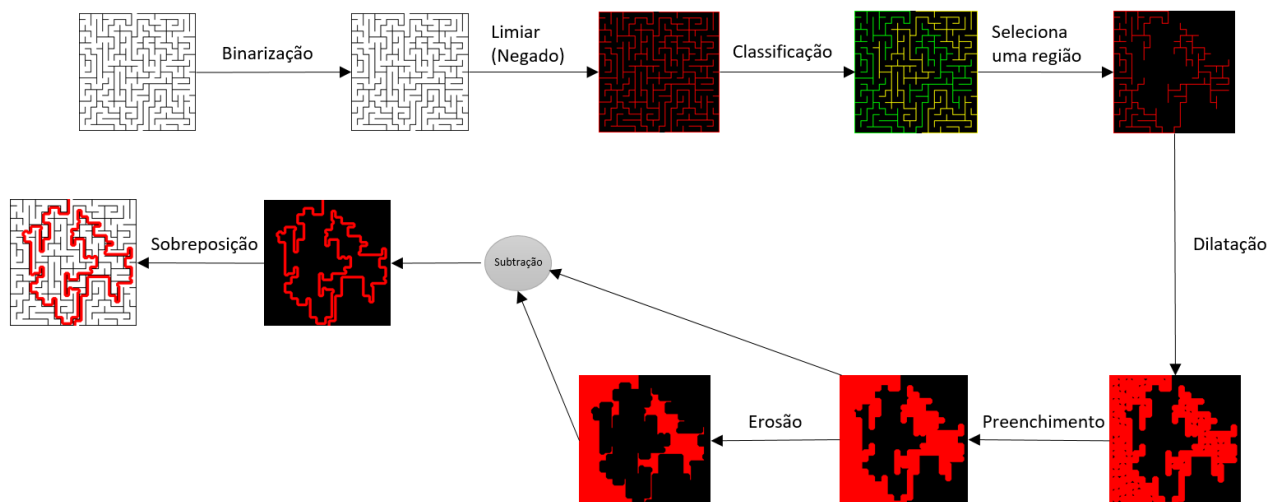 Binarização
Limiar
(Negado)
Classificação
Seleciona
uma região
Dilatação
Preenchimento
Erosão
Subtração
Sobreposição